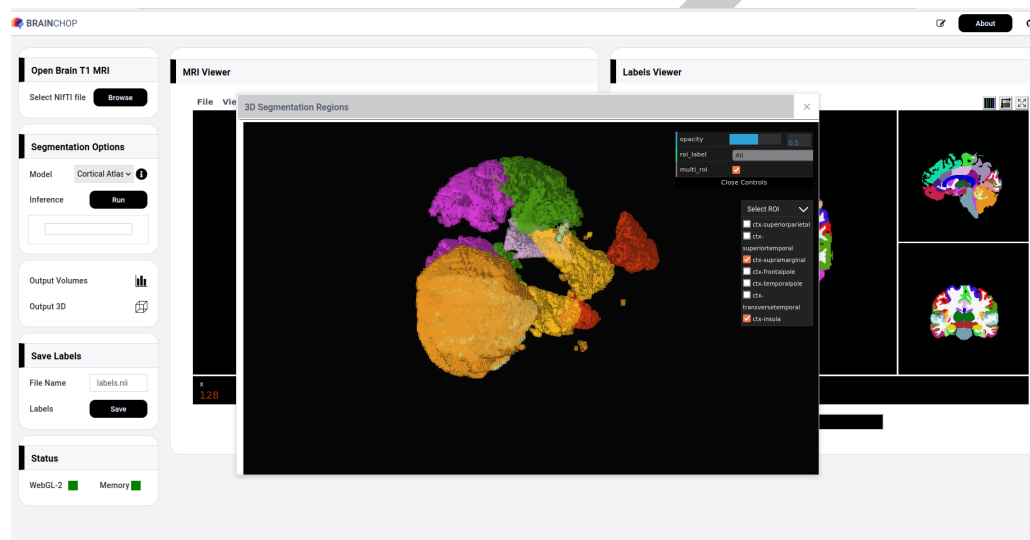 BRAINCHOP
About
Open Brain T1 MRI
Select NIfTI file Browse
Segmentation Options
Model Cortical Atlas
Inference Run
Output Volumes
Output 3D
Save Labels
File Name labels.nii
Labels Save
Status
WebGL-2 Memory
MRI Viewer
File Vie
x
128
Labels Viewer
3D Segmentation Regions ×
opacity 0.5
roi_label All
multi_roi
Close Controls
Select ROI
ctx-superiorparietal
ctx-
superiortemporal
ctx-supramarginal
ctx-frontalpole
ctx-temporalpole
ctx-
transversetemporal
ctx-insula